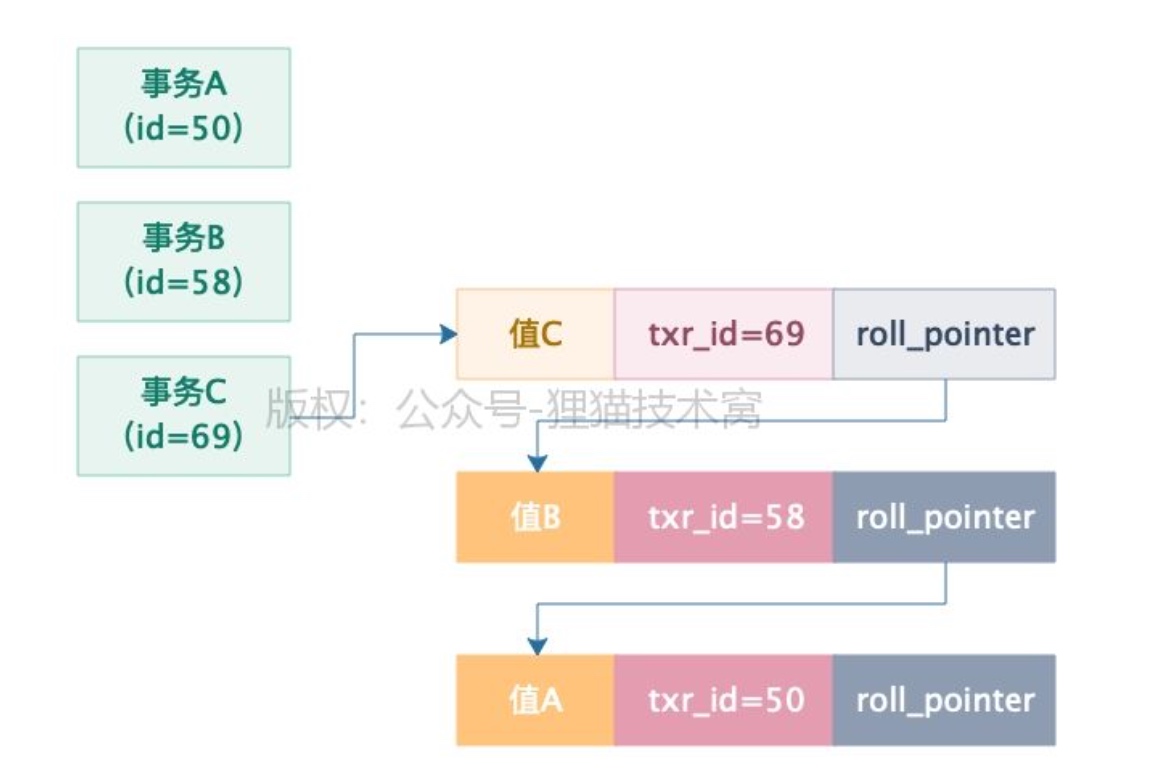 事务A
(id=50)
事务B
(id=58)
值C txr_id=69 roll_pointer
事务C
(id=69)
版权：公众号-狸猫技术窝
值B txr_id=58 roll_pointer
值A txr_id=50 roll_pointer